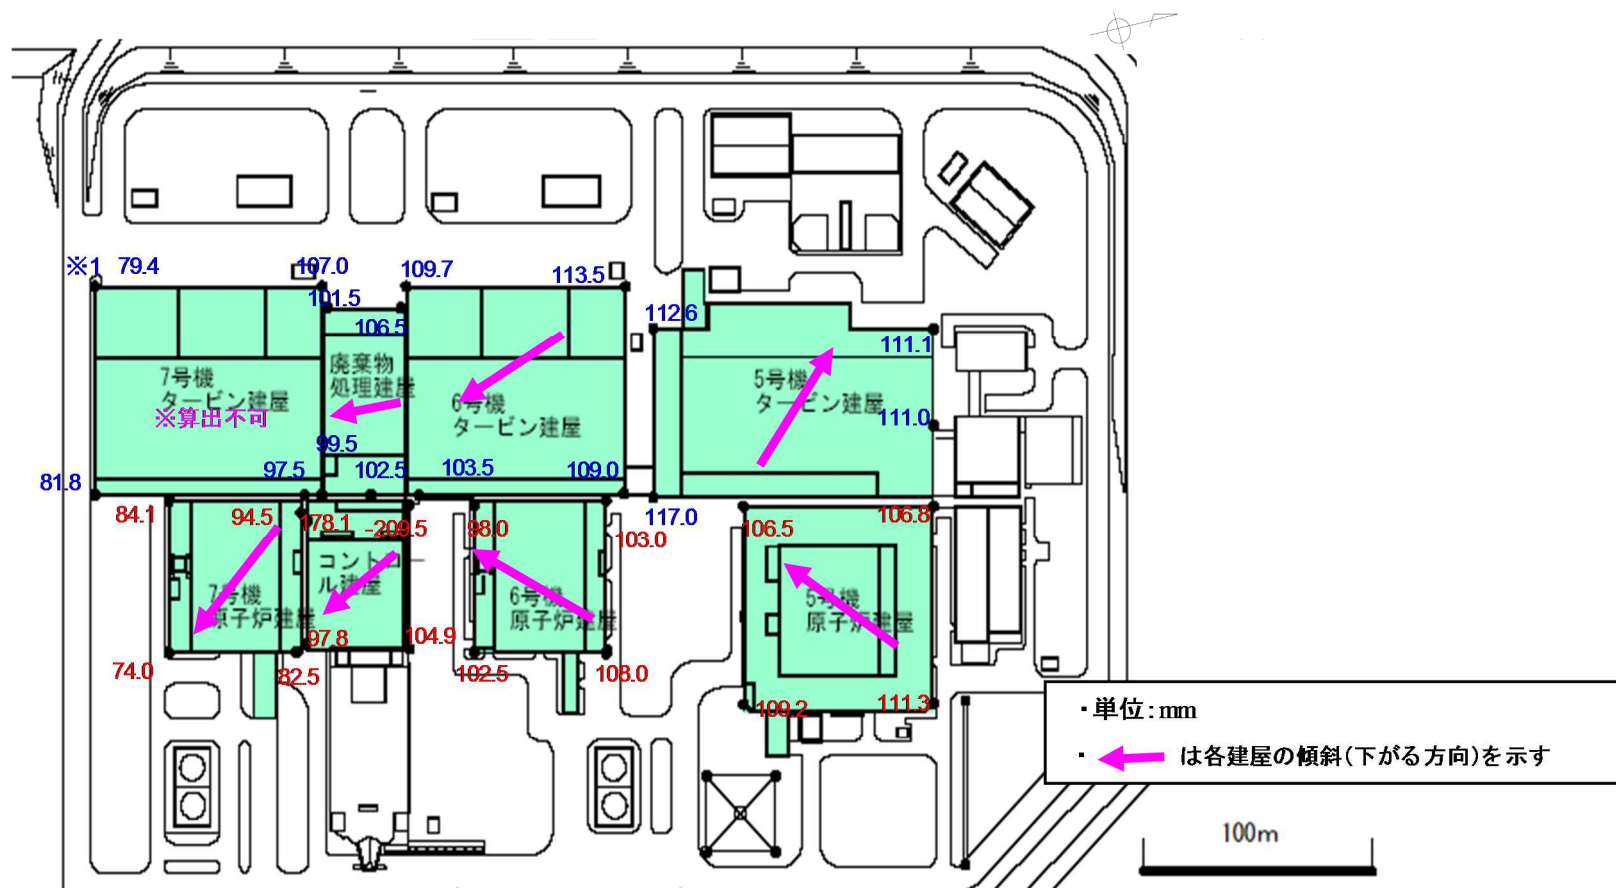 ※1
79.4
107.0
109.7
113.5
101.5
106.5
112.6
111.1
廃棄物
処理建屋
7号機
タービン建屋
※算出不可
6号機
タービン建屋
5号機
タービン建屋
111.0
99.5
97.5
102.5
103.5
109.0
81.8
84.1
94.5
178.1
-209.5
98.0
103.0
117.0
106.5
106.8
コントロー
ル建屋
7号機
原子炉建屋
6号機
原子炉建屋
5号機
原子炉建屋
97.8
104.9
74.0
82.5
102.5
108.0
109.2
111.3
・単位:mm
・は各建屋の傾斜(下がる方向)を示す
100m